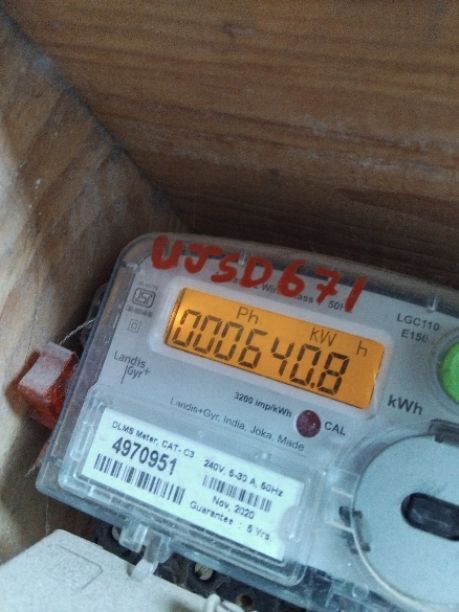 UJSD671
LGC110
E150
Ph.
kW h
000640.8
kWh
Landis
Gyr+
3200 imp/kWh
CAL
Landis+Gyr, India, Joka, Made
DLMS Meter, CAT- C3
4970951
240V, 5-30 A, 50Hz
Nov, 2020
Guarantee : 5 Yrs.